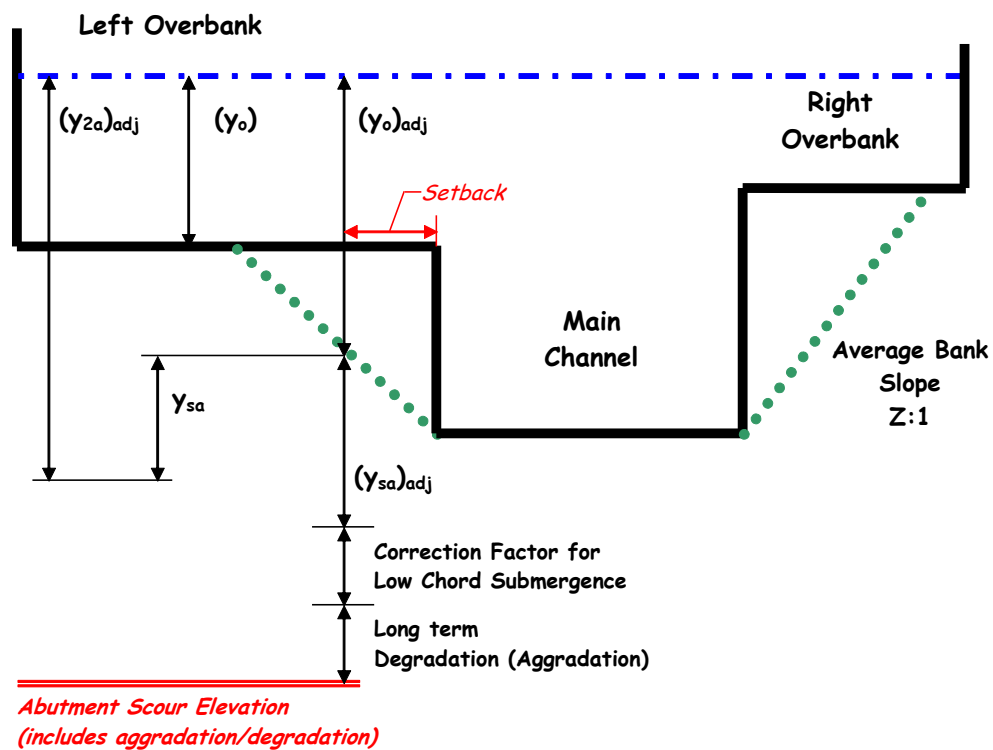 Left Overbank
(y2a)adj
(yo)
(yo)adj
Right
Overbank
Setback
Main
Channel
Average Bank
Slope
Z:1
ysa
(ysa)adj
Correction Factor for
Low Chord Submergence
Long term
Degradation (Aggradation)
Abutment Scour Elevation
(includes aggradation/degradation)